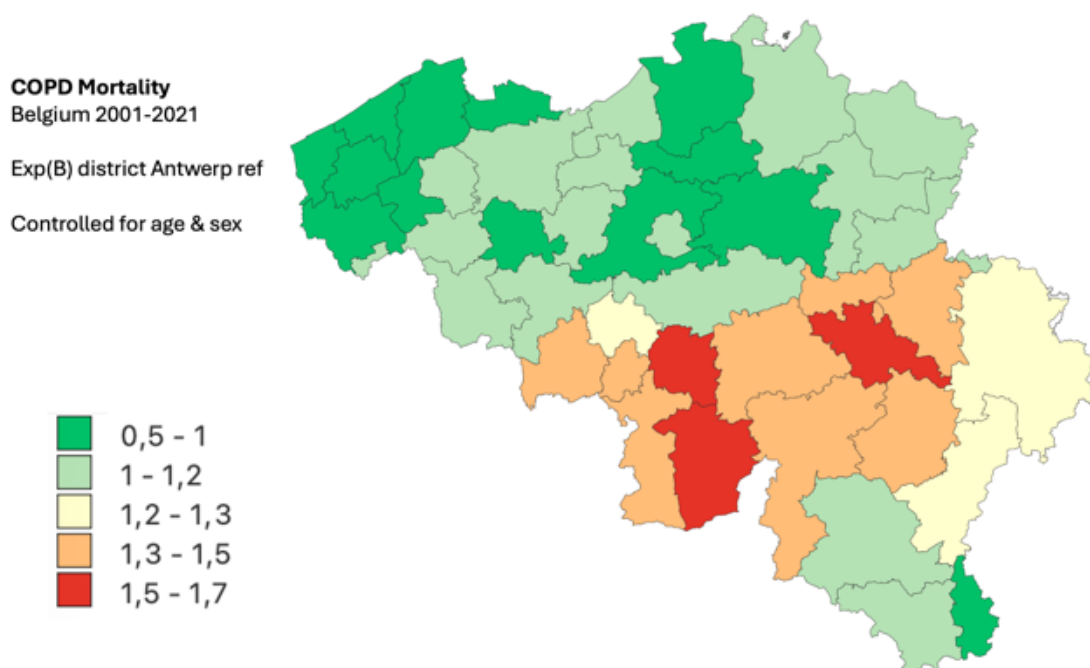 COPD Mortality
Belgium 2001-2021
Exp(B) district Antwerp ref
Controlled for age & sex
0,5 - 1
1 - 1,2
1,2 - 1,3
1,3 - 1,5
1,5 - 1,7